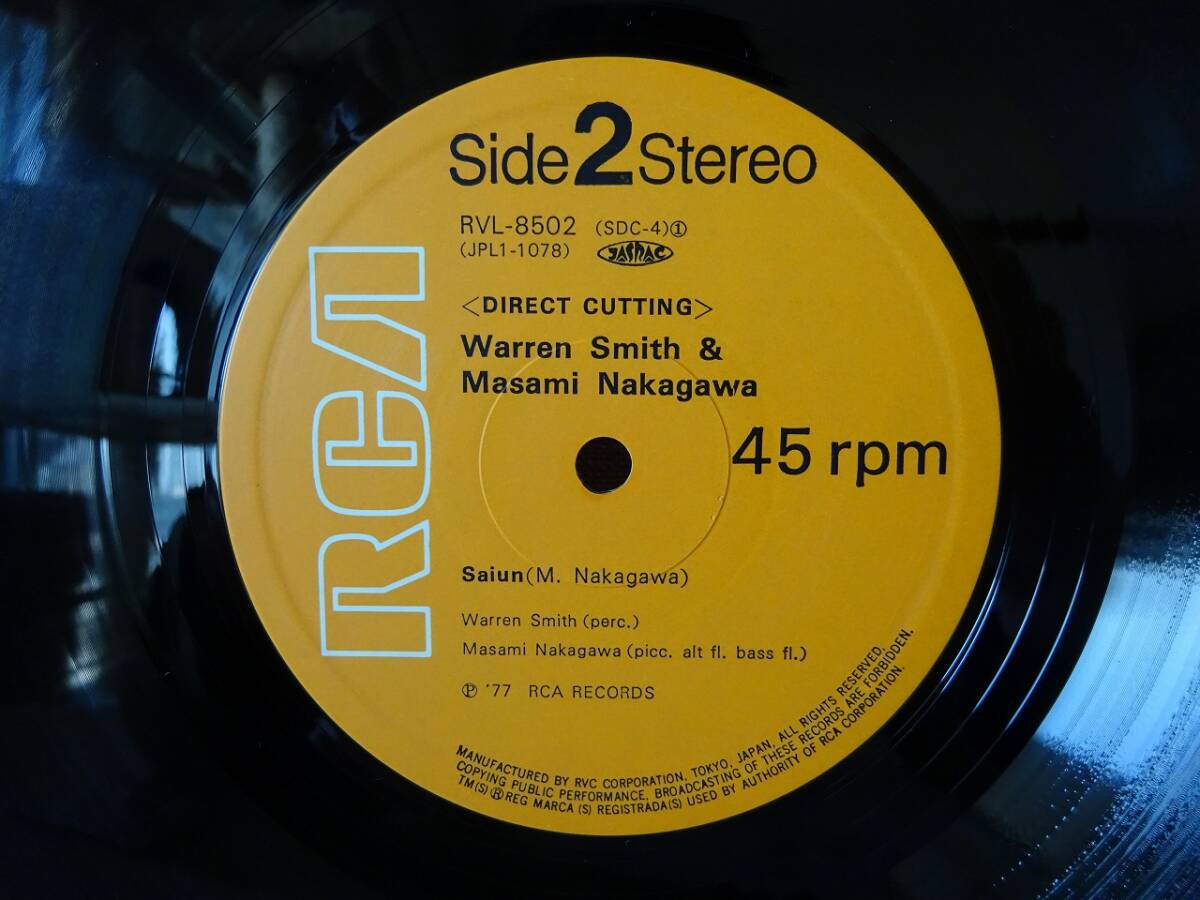 Side 2 Stereo
RVL-8502 (SDC-4)①
(JPL1-1078) JASRAC
<DIRECT CUTTING>
Warren Smith &
Masami Nakagawa
45 rpm
RCA
Saiun (M. Nakagawa)
Warren Smith (perc.)
Masami Nakagawa (picc. alt fl. bass fl.)
℗ '77 RCA RECORDS
MANUFACTURED BY RVC CORPORATION, TOKYO, JAPAN, ALL RIGHTS RESERVED,
COPYING PUBLIC PERFORMANCE, BROADCASTING OF THESE RECORDS ARE FORBIDDEN.
TM(S) ® REG MARCA (S) REGISTRADA(S) USED BY AUTHORITY OF RCA CORPORATION.